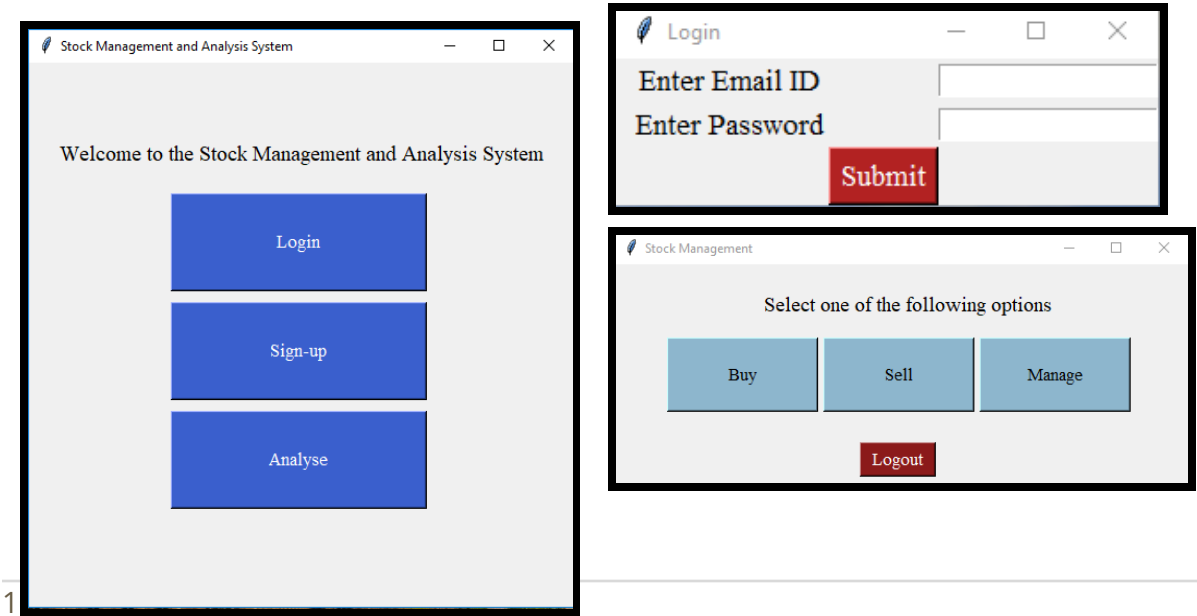 Stock Management and Analysis System
Welcome to the Stock Management and Analysis System
Login
Sign-up
Analyse
Login
Enter Email ID
Enter Password
Submit
Stock Management
Select one of the following options
Buy Sell Manage
Logout
1